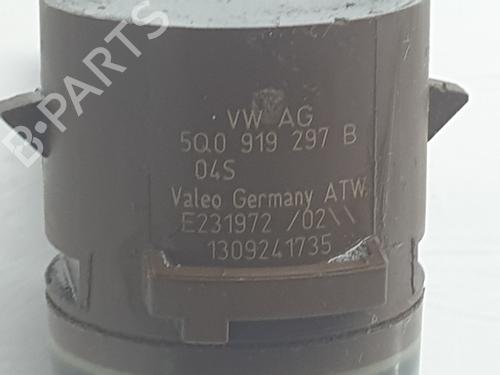 B-PARTS
VW AG
5Q0 919 297 B
04S
Valeo Germany ATW
E231972 /02\\
1309241735